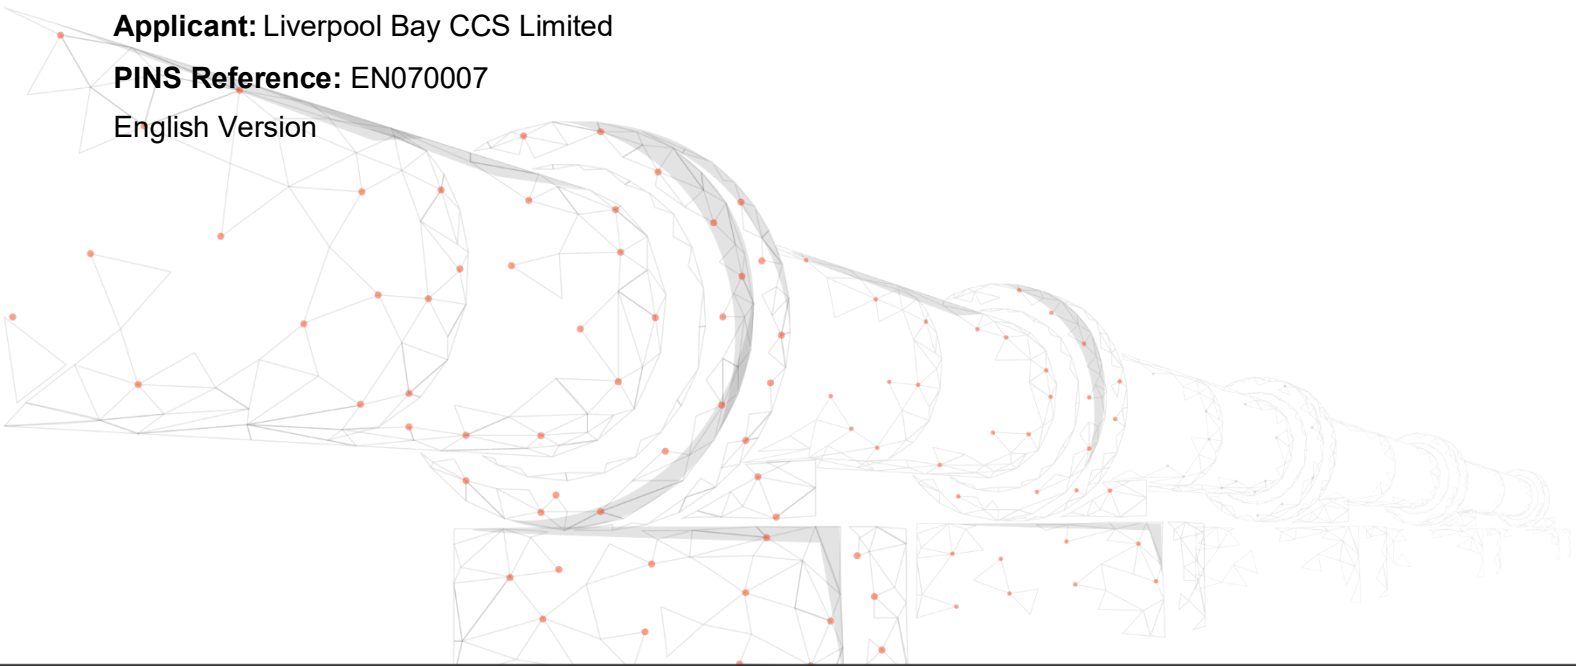 Applicant: Liverpool Bay CCS Limited
PINS Reference: EN070007
English Version